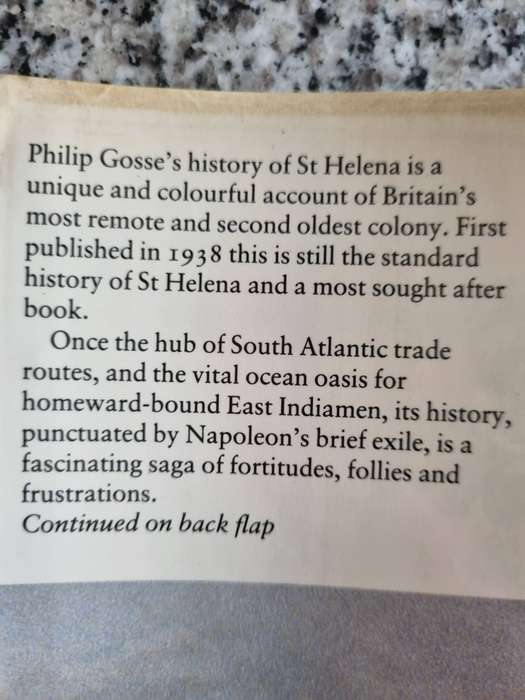 Philip Gosse's history of St Helena is a
unique and colourful account of Britain's
most remote and second oldest colony. First
published in 1938 this is still the standard
history of St Helena and a most sought after
book.
Once the hub of South Atlantic trade
routes, and the vital ocean oasis for
homeward-bound East Indiamen, its history,
punctuated by Napoleon's brief exile, is a
fascinating saga of fortitudes, follies and
frustrations.
Continued on back flap